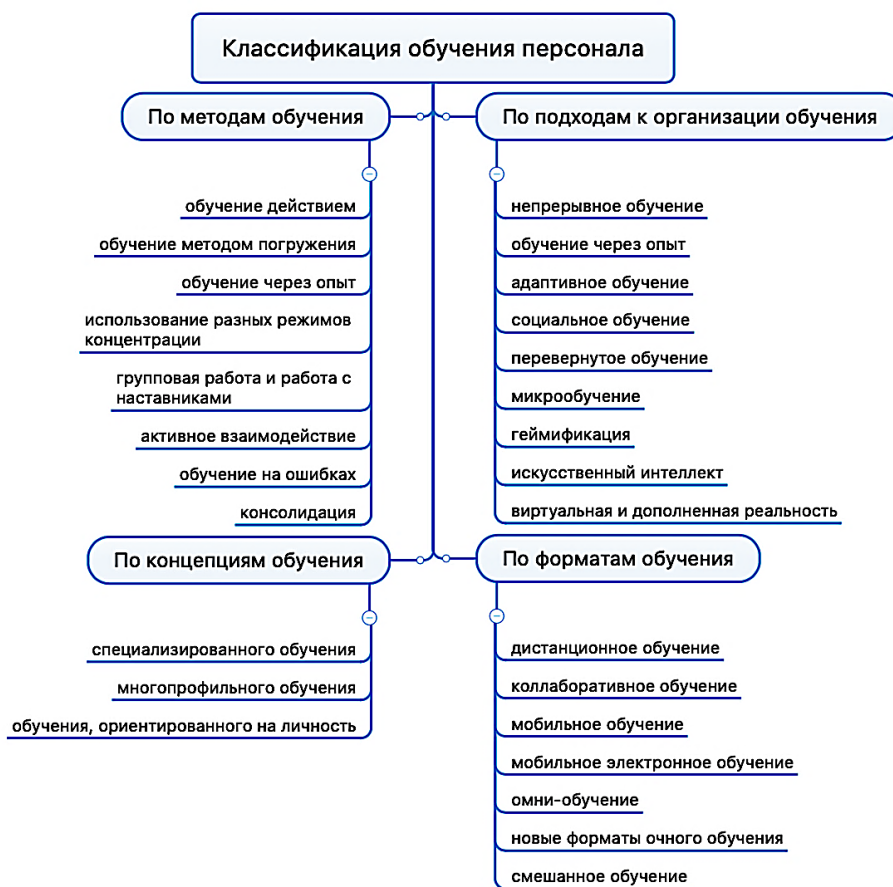 Классификация обучения персонала
По методам обучения
обучение действием
обучение методом погружения
обучение через опыт
использование разных режимов
концентрации
групповая работа и работа с
наставниками
активное взаимодействие
обучение на ошибках
консолидация
По подходам к организации обучения
непрерывное обучение
обучение через опыт
адаптивное обучение
социальное обучение
перевернутое обучение
микрообучение
геймификация
искусственный интеллект
виртуальная и дополненная реальность
По концепциям обучения
специализированного обучения
многопрофильного обучения
обучения, ориентированного на личность
По форматам обучения
дистанционное обучение
коллаборативное обучение
мобильное обучение
мобильное электронное обучение
омни-обучение
новые форматы очного обучения
смешанное обучение